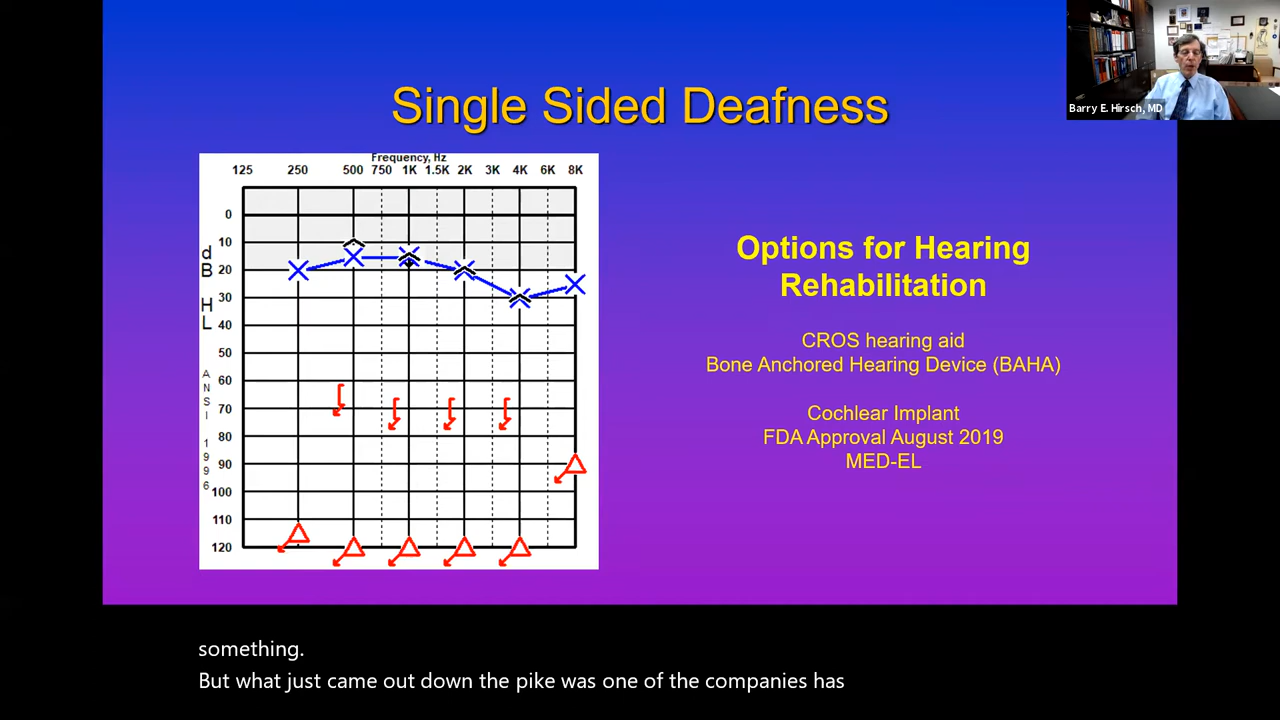 Single Sided Deafness
Barry E. Hirsch, MD
Frequency, Hz
125 250 500 750 1K 1.5K 2K 3K 4K 6K 8K
0
10
20
30
40
50
60
70
80
90
100
110
120
dB
HL
ANSI 1996
Options for Hearing
Rehabilitation
CROS hearing aid
Bone Anchored Hearing Device (BAHA)
Cochlear Implant
FDA Approval August 2019
MED-EL
something.
But what just came out down the pike was one of the companies has